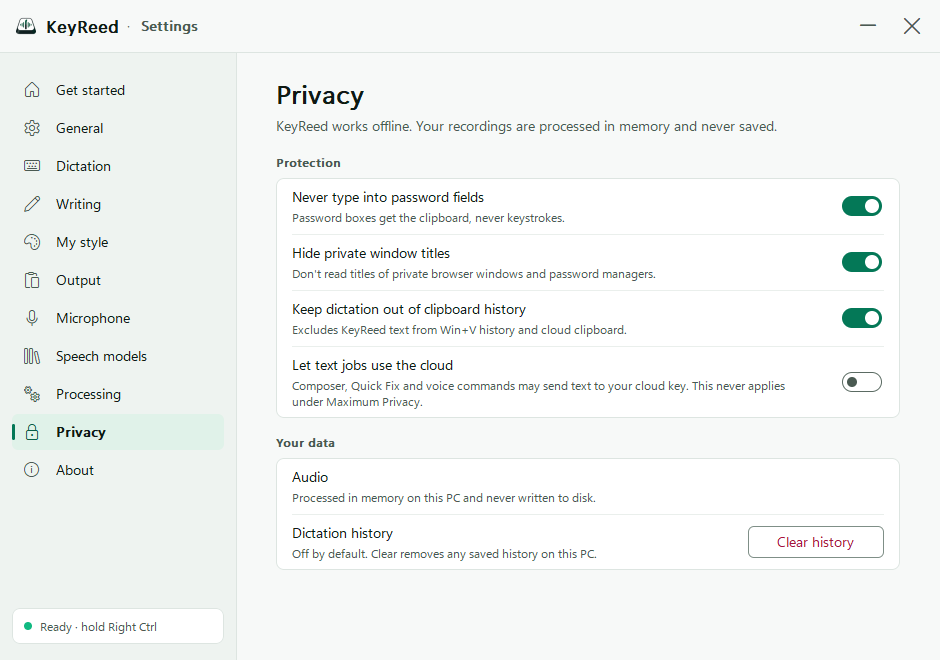 KeyReed · Settings
Get started
General
Dictation
Writing
My style
Output
Microphone
Speech models
Processing
Privacy
About
Ready · hold Right Ctrl
Privacy
KeyReed works offline. Your recordings are processed in memory and never saved.
Protection
Never type into password fields
Password boxes get the clipboard, never keystrokes.
Hide private window titles
Don't read titles of private browser windows and password managers.
Keep dictation out of clipboard history
Excludes KeyReed text from Win+V history and cloud clipboard.
Let text jobs use the cloud
Composer, Quick Fix and voice commands may send text to your cloud key. This never applies
under Maximum Privacy.
Your data
Audio
Processed in memory on this PC and never written to disk.
Dictation history
Off by default. Clear removes any saved history on this PC.
Clear history